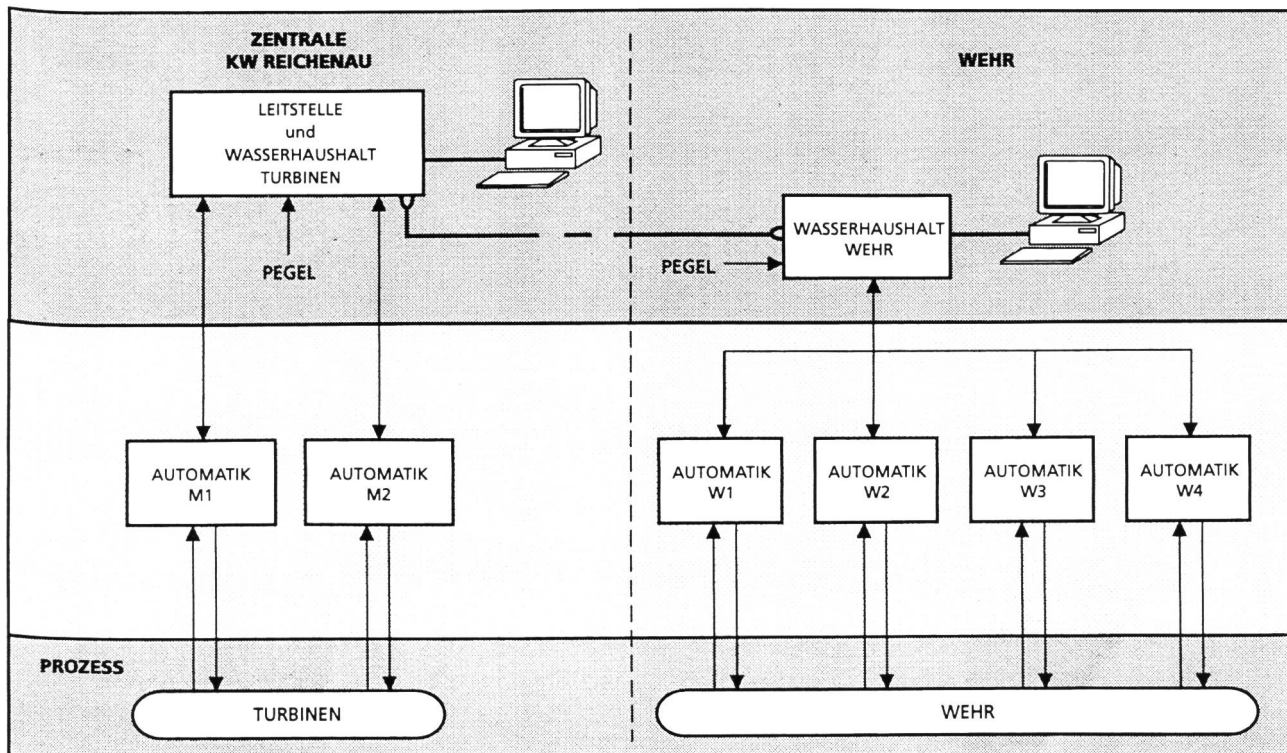 ZENTRALE
KW REICHENAU
WEHR
LEITSTELLE
und
WASSERHAUSHALT
TURBINEN
PEGEL
WASSERHAUSHALT
WEHR
PEGEL
AUTOMATIK
M1
AUTOMATIK
M2
AUTOMATIK
W1
AUTOMATIK
W2
AUTOMATIK
W3
AUTOMATIK
W4
PROZESS
TURBINEN
WEHR